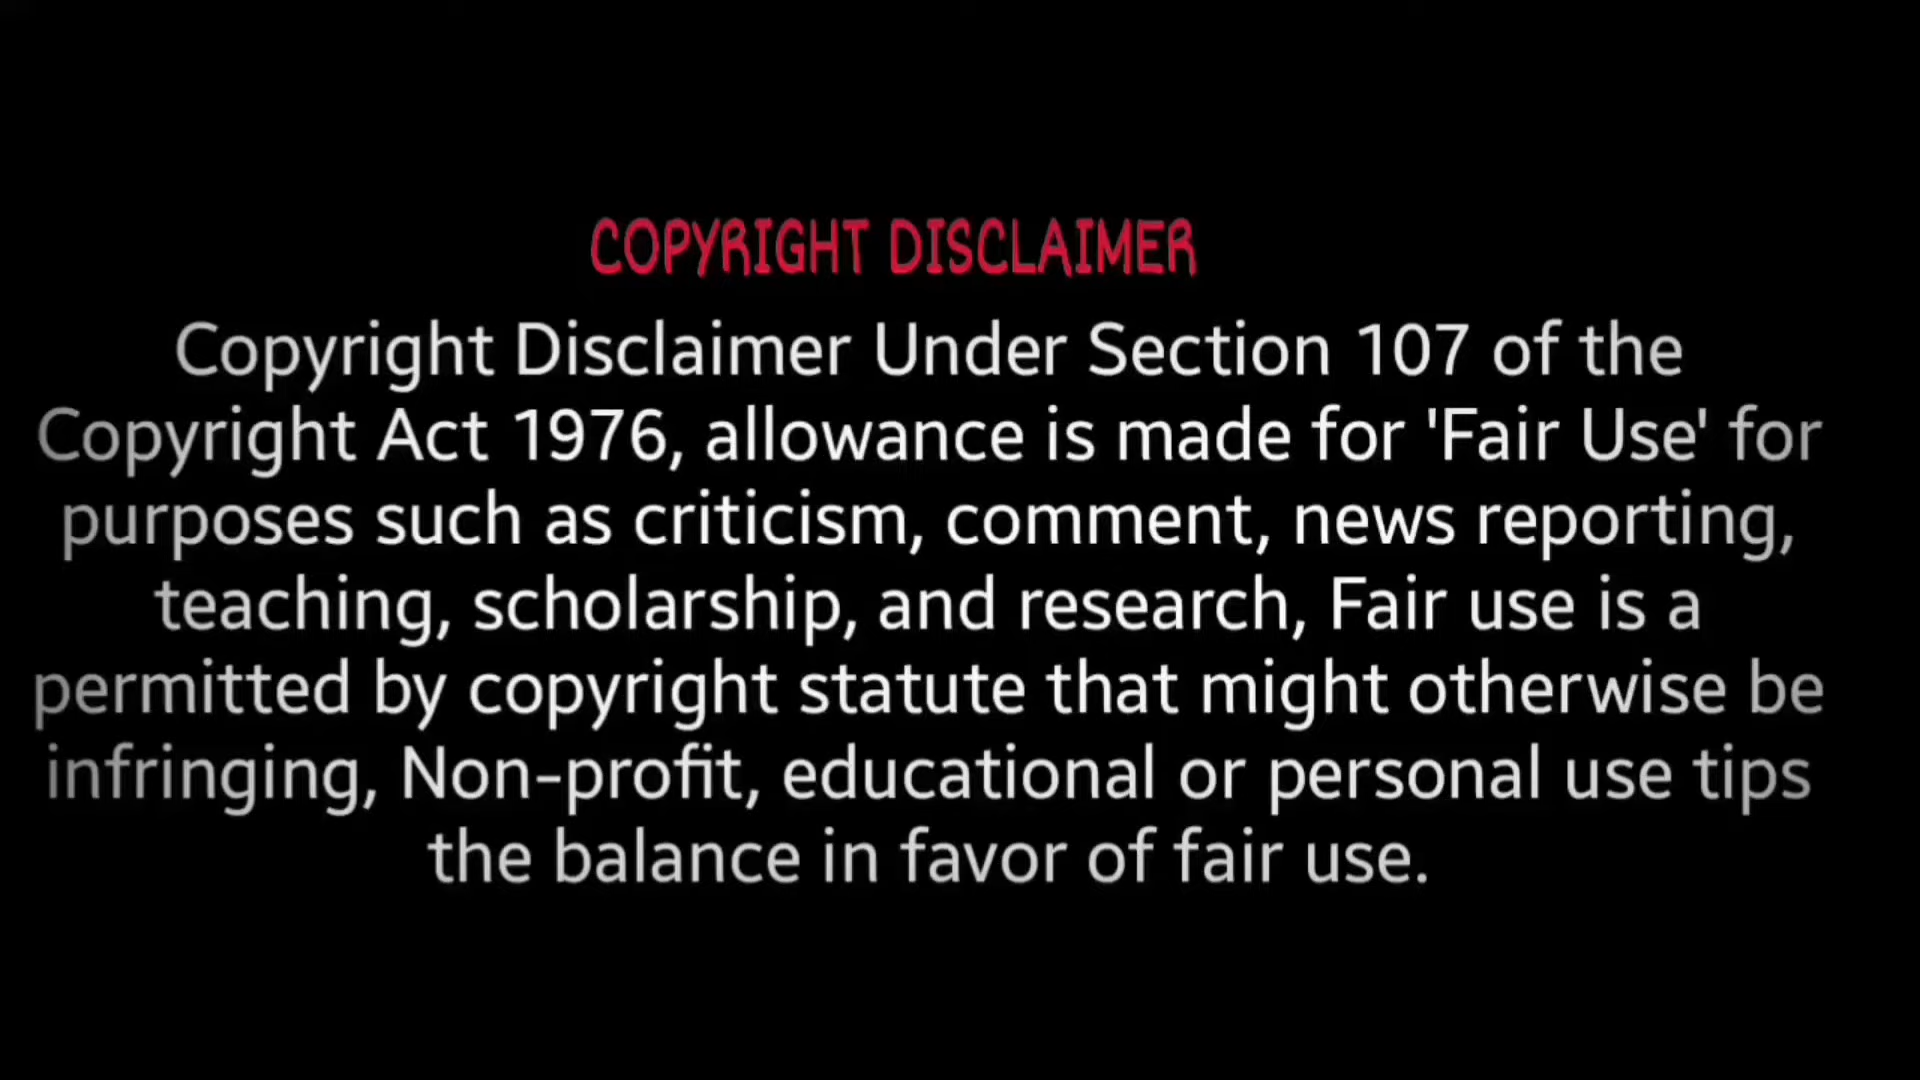 COPYRIGHT DISCLAIMER
Copyright Disclaimer Under Section 107 of the
Copyright Act 1976, allowance is made for 'Fair Use' for
purposes such as criticism, comment, news reporting,
teaching, scholarship, and research, Fair use is a
permitted by copyright statute that might otherwise be
infringing, Non-profit, educational or personal use tips
the balance in favor of fair use.